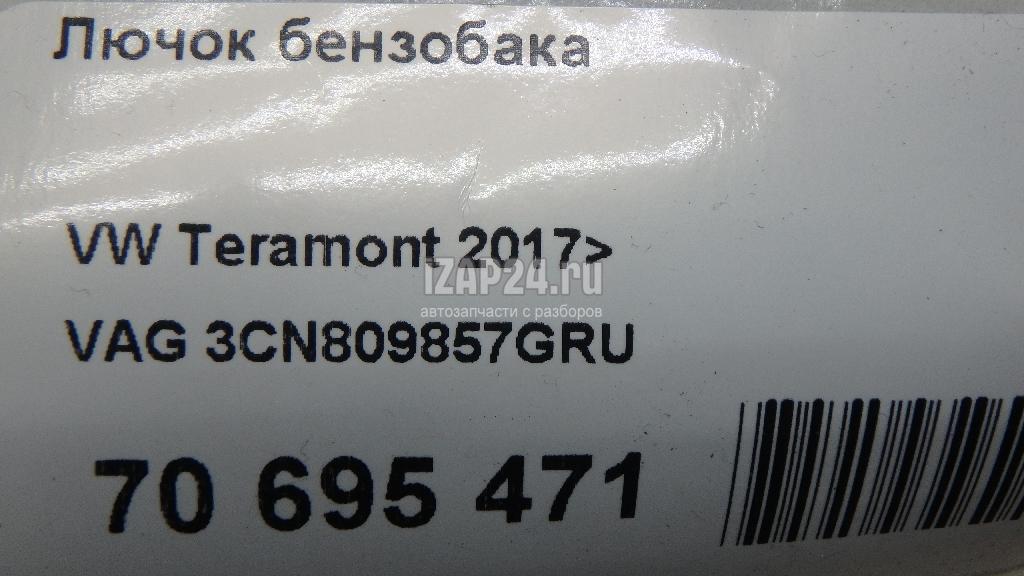 Лючок бензобака
VW Teramont 2017>
IZAP24.ru
автозапчасти с разборов
VAG 3CN809857GRU
70 695 471